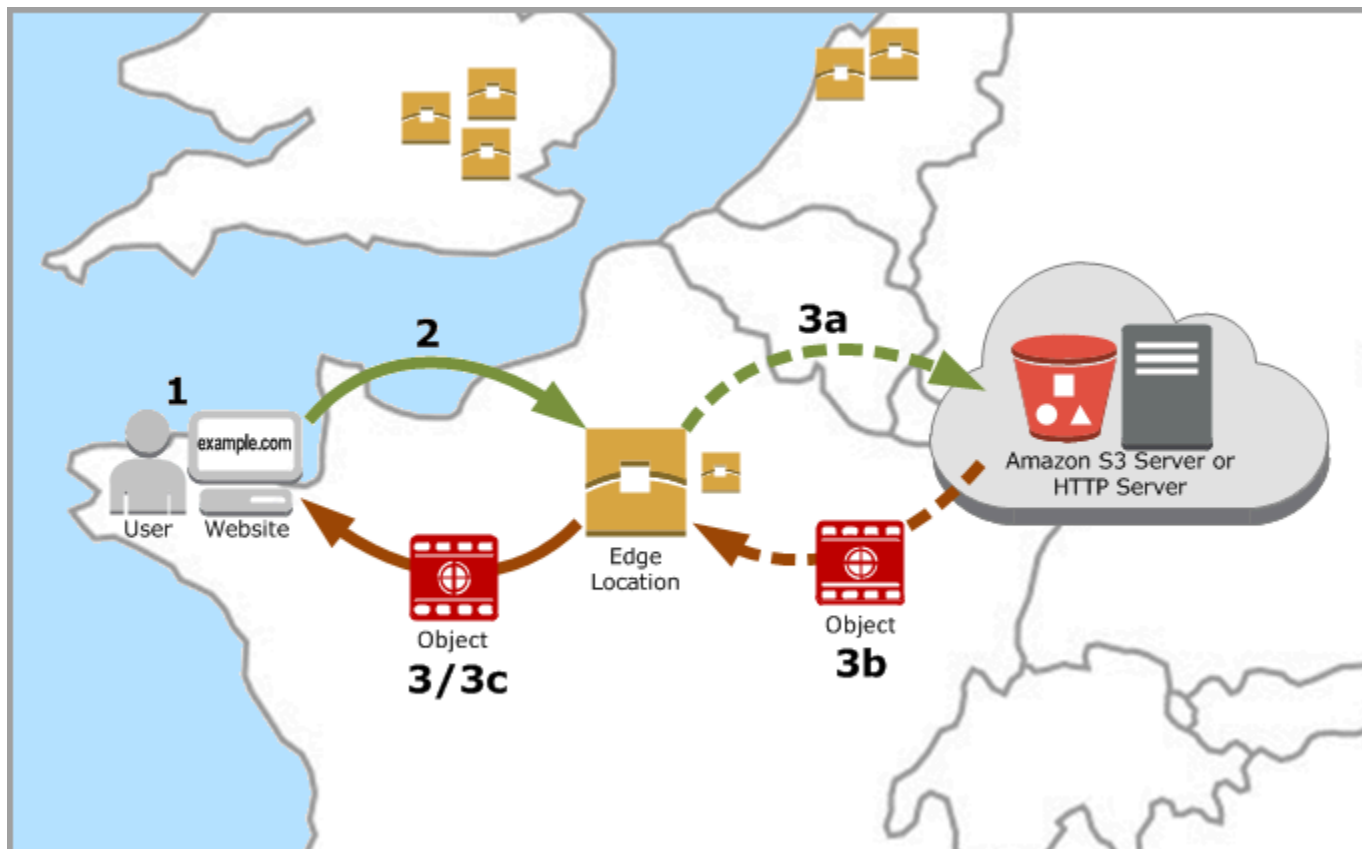 2
3a
1
example.com
Amazon S3 Server or
HTTP Server
User
Website
Edge
Location
Object
3/3c
Object
3b